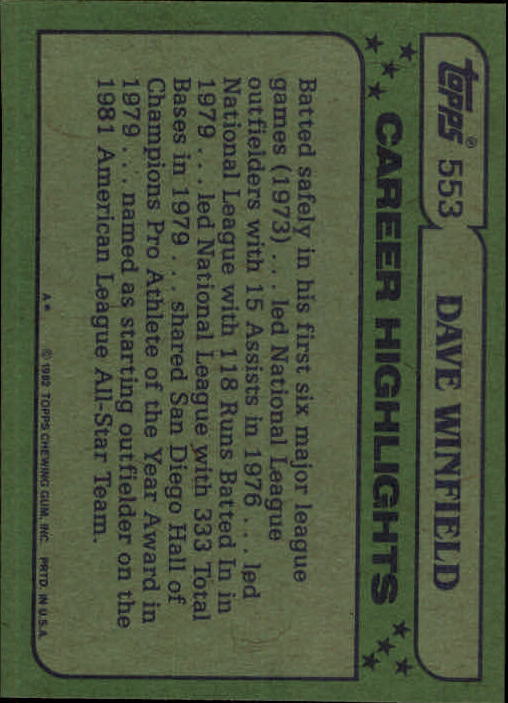 topps® 553 DAVE WINFIELD
CAREER HIGHLIGHTS
Batted safely in his first six major league
games (1973) . . . led National League
outfielders with 15 Assists in 1976 . . . led
National League with 118 Runs Batted In in
1979 . . . led National League with 333 Total
Bases in 1979 . . . shared San Diego Hall of
Champions Pro Athlete of the Year Award in
1979 . . . named as starting outfielder on the
1981 American League All-Star Team.
A* © 1982 TOPPS CHEWING GUM, INC. PRTD. IN U.S.A.